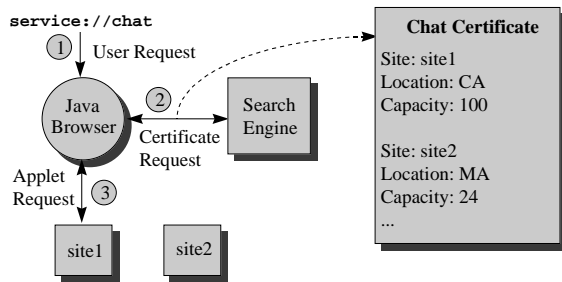 service://chat
1
User Request
Java
Browser
2
Certificate
Request
Search
Engine
Applet
Request
3
site1
site2
Chat Certificate
Site: site1
Location: CA
Capacity: 100
Site: site2
Location: MA
Capacity: 24
...